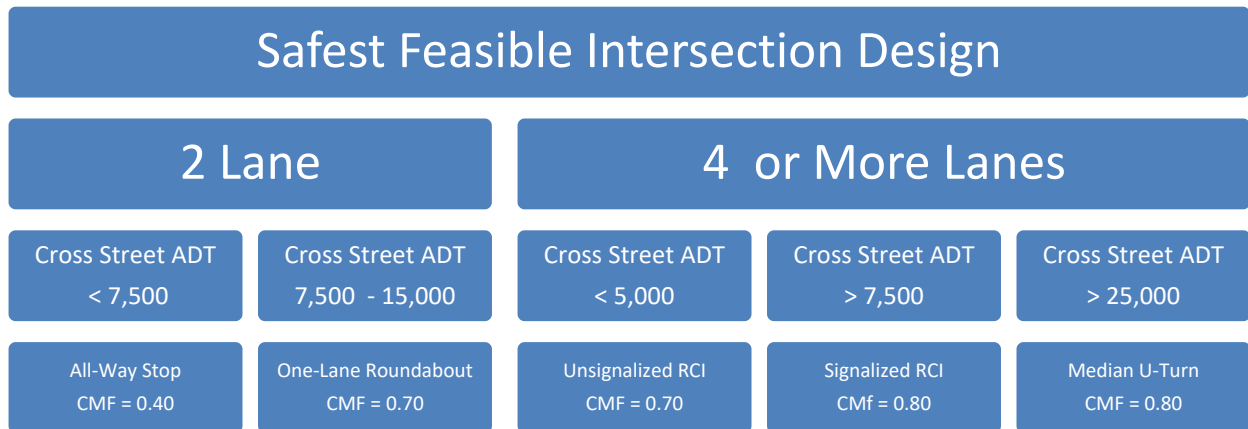 Safest Feasible Intersection Design
2 Lane
4 or More Lanes
Cross Street ADT
< 7,500
Cross Street ADT
7,500 - 15,000
Cross Street ADT
< 5,000
Cross Street ADT
> 7,500
Cross Street ADT
> 25,000
All-Way Stop
CMF = 0.40
One-Lane Roundabout
CMF = 0.70
Unsignalized RCI
CMF = 0.70
Signalized RCI
CMf = 0.80
Median U-Turn
CMF = 0.80